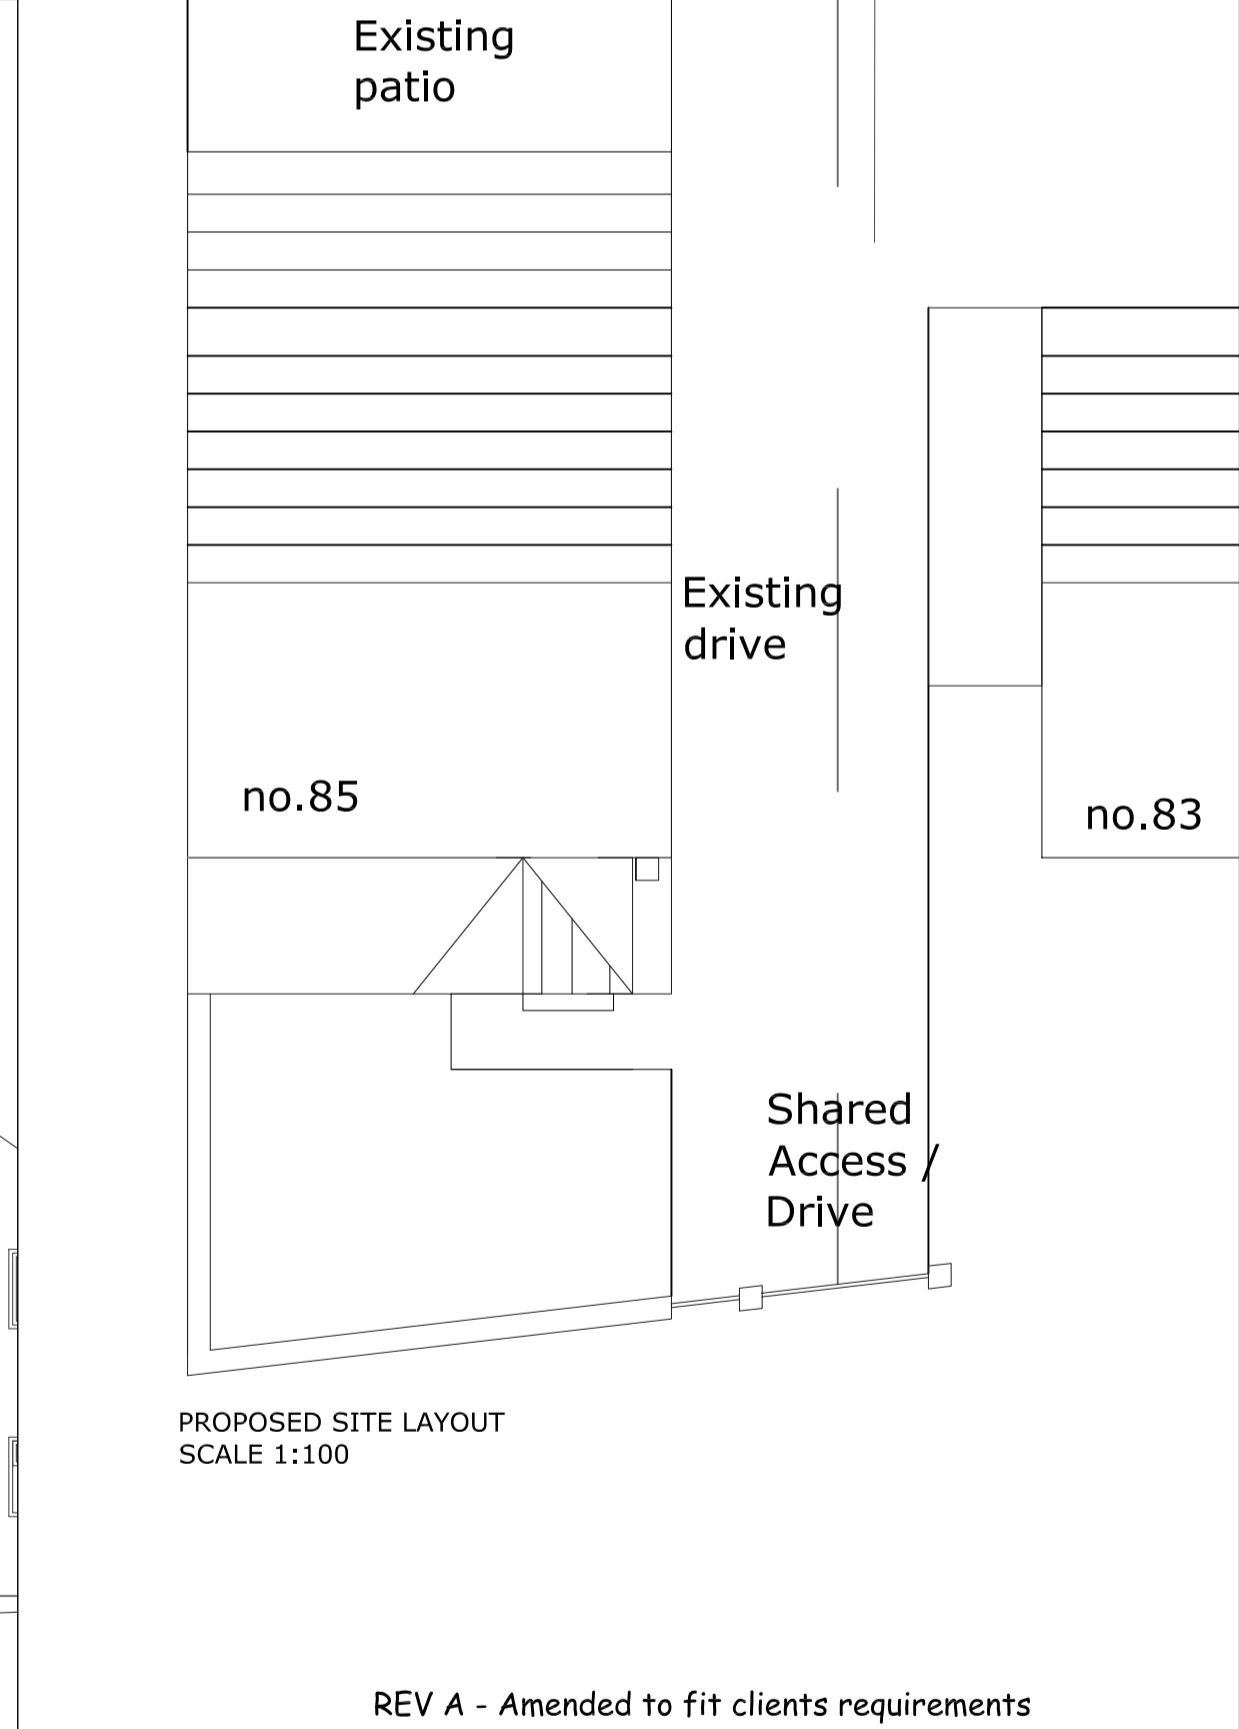 Existing
patio
Existing
drive
no.85
no.83
Shared
Access /
Drive
PROPOSED SITE LAYOUT
SCALE 1:100
REV A - Amended to fit clients requirements